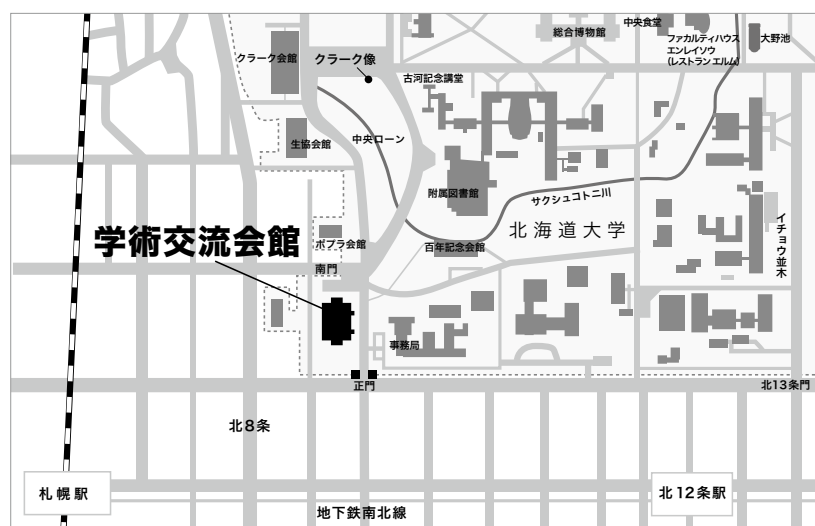 中央食堂
総合博物館
ファカルティハウス
エンレイソウ
(レストラン エルム)
大野池
クラーク会館
クラーク像
古河記念講堂
生協会館
中央ローン
附属図書館
サクシュコトニ川
イチョウ並木
北海道大学
学術交流会館
ポプラ会館
百年記念会館
南門
事務局
正門
北13条門
北8条
札幌駅
北12条駅
地下鉄南北線